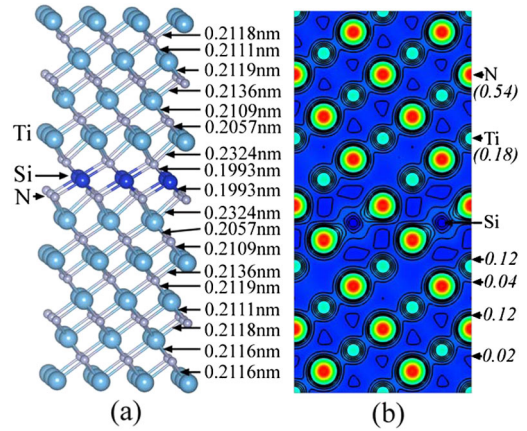 0.2118nm
0.2111nm
0.2119nm
0.2136nm
0.2109nm
0.2057nm
Ti
0.2324nm
0.1993nm
Si
0.1993nm
N
0.2324nm
0.2057nm
0.2109nm
0.2136nm
0.2119nm
0.2111nm
0.2118nm
0.2116nm
0.2116nm
(a)
N
(0.54)
Ti
(0.18)
Si
0.12
0.04
0.12
0.02
(b)